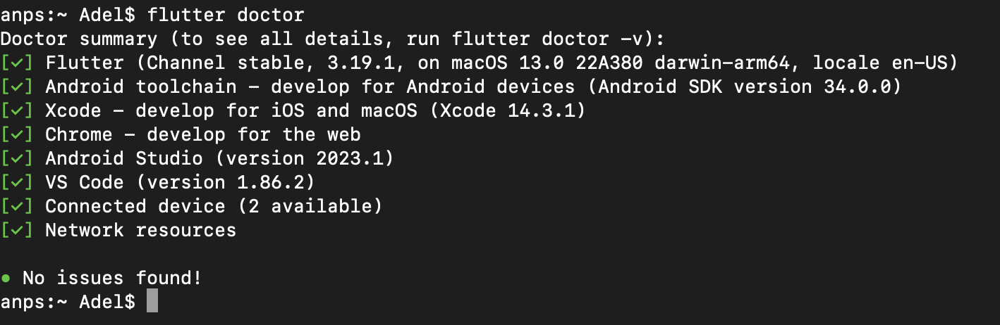 anps:~ Adel$ flutter doctor
Doctor summary (to see all details, run flutter doctor -v):
[✓] Flutter (Channel stable, 3.19.1, on macOS 13.0 22A380 darwin-arm64, locale en-US)
[✓] Android toolchain - develop for Android devices (Android SDK version 34.0.0)
[✓] Xcode - develop for iOS and macOS (Xcode 14.3.1)
[✓] Chrome - develop for the web
[✓] Android Studio (version 2023.1)
[✓] VS Code (version 1.86.2)
[✓] Connected device (2 available)
[✓] Network resources
• No issues found!
anps:~ Adel$